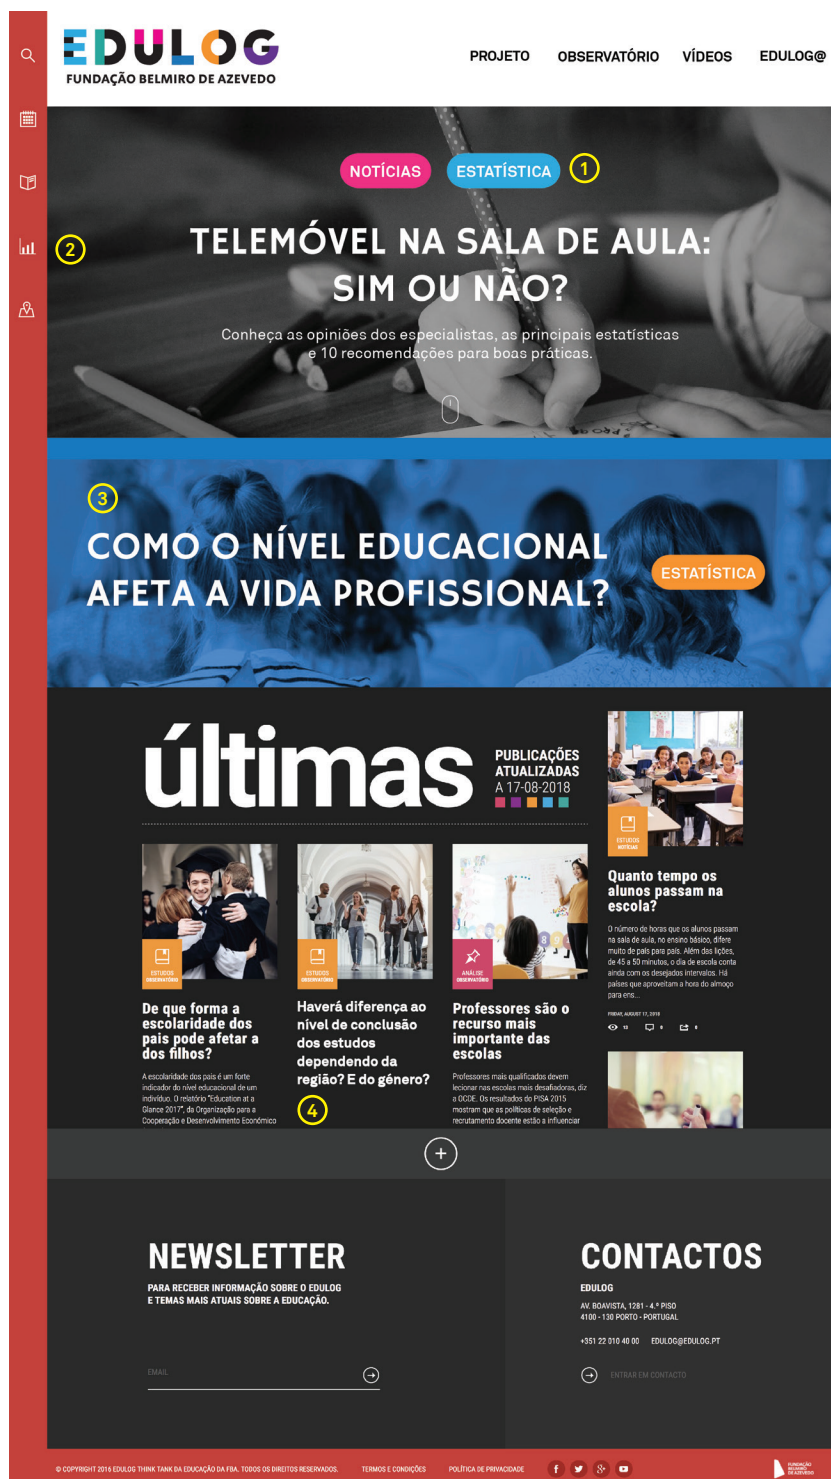 EDULOG
FUNDAÇÃO BELMIRO DE AZEVEDO
PROJETO
OBSERVATÓRIO
VÍDEOS
EDULOG@
NOTÍCIAS
ESTATÍSTICA
1
2
TELEMÓVEL NA SALA DE AULA:
SIM OU NÃO?
Conheça as opiniões dos especialistas, as principais estatísticas
e 10 recomendações para boas práticas.
3
COMO O NÍVEL EDUCACIONAL
AFETA A VIDA PROFISSIONAL?
ESTATÍSTICA
últimas
PUBLICAÇÕES
ATUALIZADAS
A 17-08-2018
ESTUDOS
OBSERVATÓRIO
De que forma a
escolaridade dos
pais pode afetar a
dos filhos?
A escolaridade dos pais é um forte
indicador do nível educacional de um
indivíduo. O relatório "Education at a
Glance 2017", da Organização para a
Cooperação e Desenvolvimento Económico
ESTUDOS
OBSERVATÓRIO
Haverá diferença ao
nível de conclusão
dos estudos
dependendo da
região? E do género?
4
ANÁLISE
OBSERVATÓRIO
Professores são o
recurso mais
importante das
escolas
Professores mais qualificados devem
lecionar nas escolas mais desafiadoras, diz
a OCDE. Os resultados do PISA 2015
mostram que as políticas de seleção e
recrutamento docente estão a influenciar
ESTUDOS
NOTÍCIAS
Quanto tempo os
alunos passam na
escola?
O número de horas que os alunos passam
na sala de aula, no ensino básico, difere
muito de país para país. Além das lições,
de 45 a 50 minutos, o dia de escola conta
ainda com os desejados intervalos. Há
países que aproveitam a hora do almoço
para ens...
FRIDAY, AUGUST 17, 2018
13
NEWSLETTER
PARA RECEBER INFORMAÇÃO SOBRE O EDULOG
E TEMAS MAIS ATUAIS SOBRE A EDUCAÇÃO.
EMAIL
CONTACTOS
EDULOG
AV. BOAVISTA, 1281 - 4.º PISO
4100 - 130 PORTO - PORTUGAL
+351 22 010 40 00 EDULOG@EDULOG.PT
ENTRAR EM CONTACTO
© COPYRIGHT 2016 EDULOG THINK TANK DA EDUCAÇÃO DA FBA. TODOS OS DIREITOS RESERVADOS.
TERMOS E CONDIÇÕES
POLÍTICA DE PRIVACIDADE
FUNDAÇÃO
BELMIRO
DE AZEVEDO